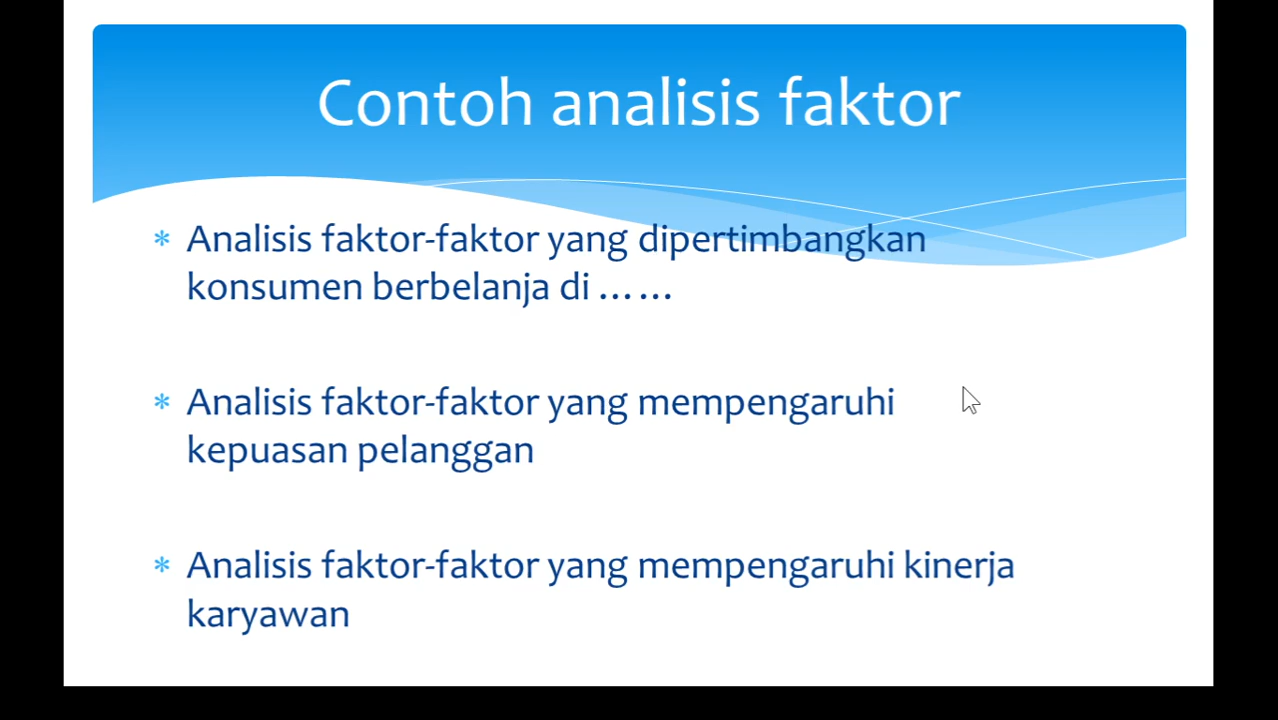 Contoh analisis faktor
* Analisis faktor-faktor yang dipertimbangkan
konsumen berbelanja di ......
* Analisis faktor-faktor yang mempengaruhi
kepuasan pelanggan
* Analisis faktor-faktor yang mempengaruhi kinerja
karyawan